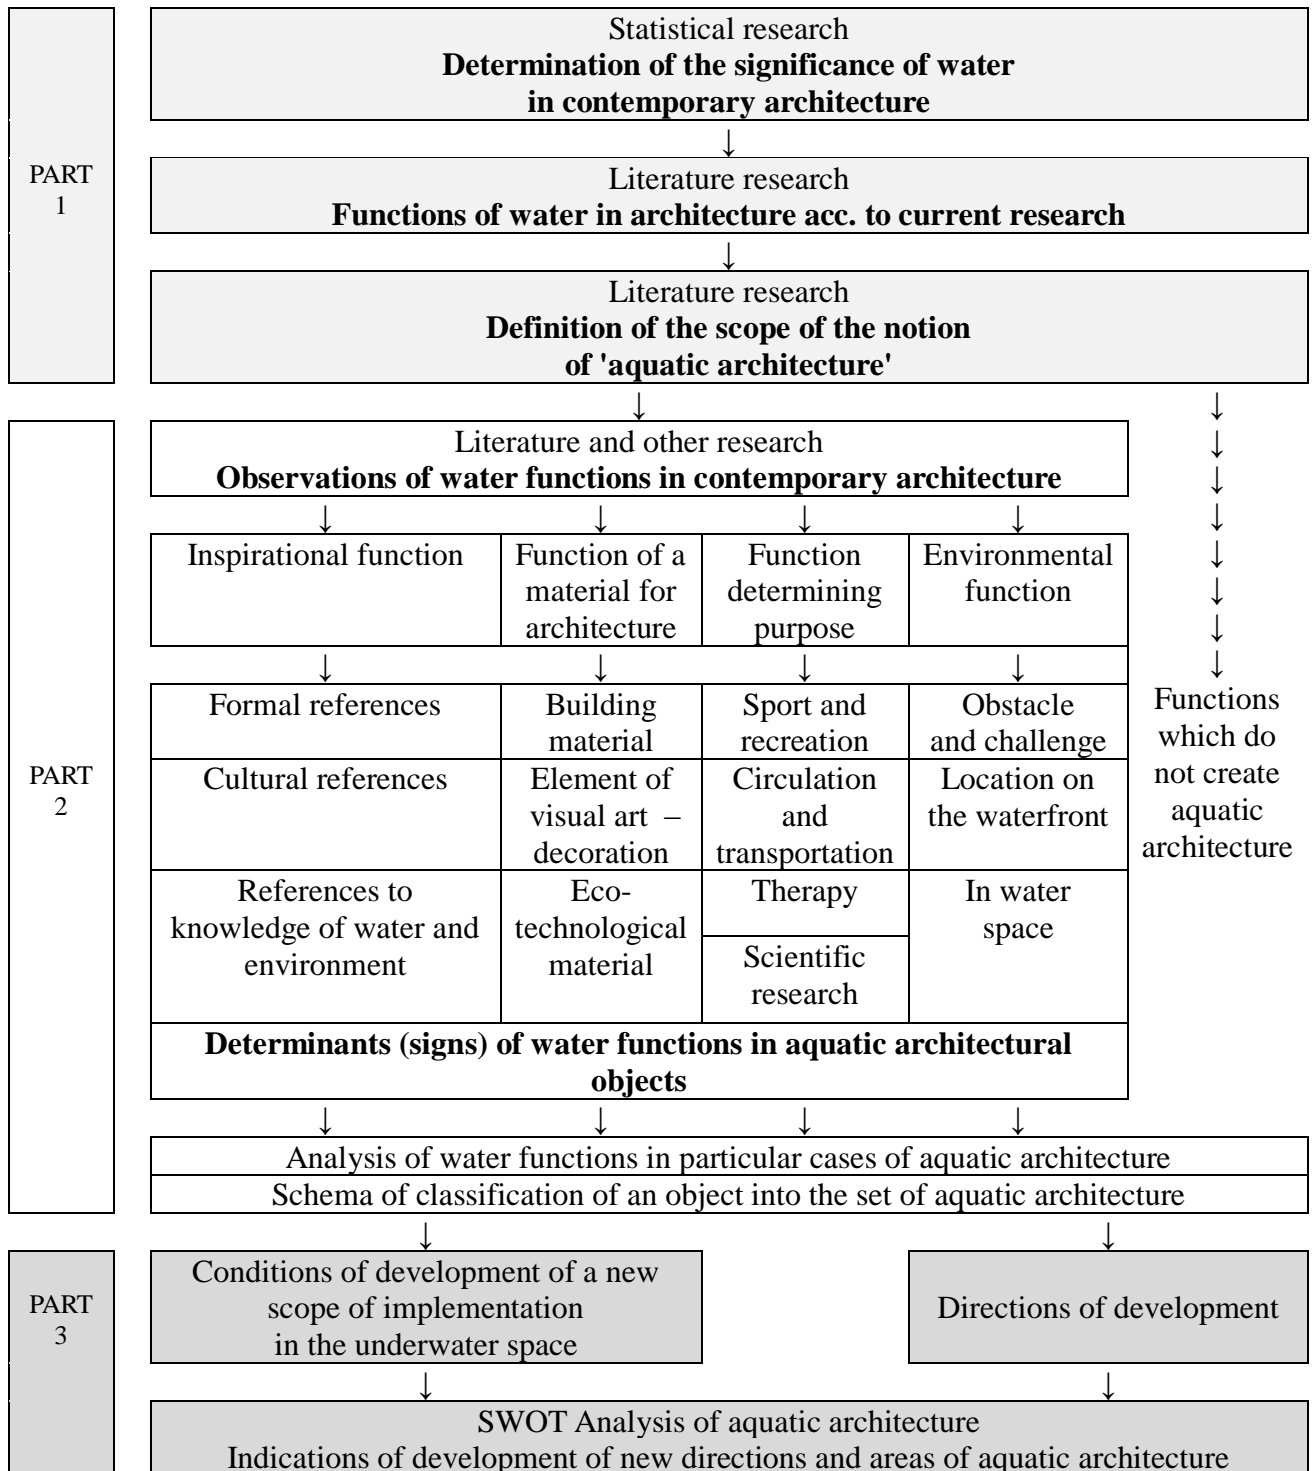 PART
1
Statistical research
Determination of the significance of water
in contemporary architecture
↓
Literature research
Functions of water in architecture acc. to current research
↓
Literature research
Definition of the scope of the notion
of 'aquatic architecture'
↓ ↓
PART
2
Literature and other research
Observations of water functions in contemporary architecture
↓ ↓ ↓ ↓
Inspirational function
Function of a
material for
architecture
Function
determining
purpose
Environmental
function
↓ ↓ ↓ ↓
Formal references
Building
material
Sport and
recreation
Obstacle
and challenge
Cultural references
Element of
visual art –
decoration
Circulation
and
transportation
Location on
the waterfront
References to
knowledge of water and
environment
Eco-
technological
material
Therapy
Scientific
research
In water
space
↓
↓
↓
↓
↓
↓
↓
Functions
which do
not create
aquatic
architecture
Determinants (signs) of water functions in aquatic architectural
objects
↓ ↓ ↓ ↓
Analysis of water functions in particular cases of aquatic architecture
Schema of classification of an object into the set of aquatic architecture
↓ ↓
PART
3
Conditions of development of a new
scope of implementation
in the underwater space
Directions of development
↓ ↓
SWOT Analysis of aquatic architecture
Indications of development of new directions and areas of aquatic architecture